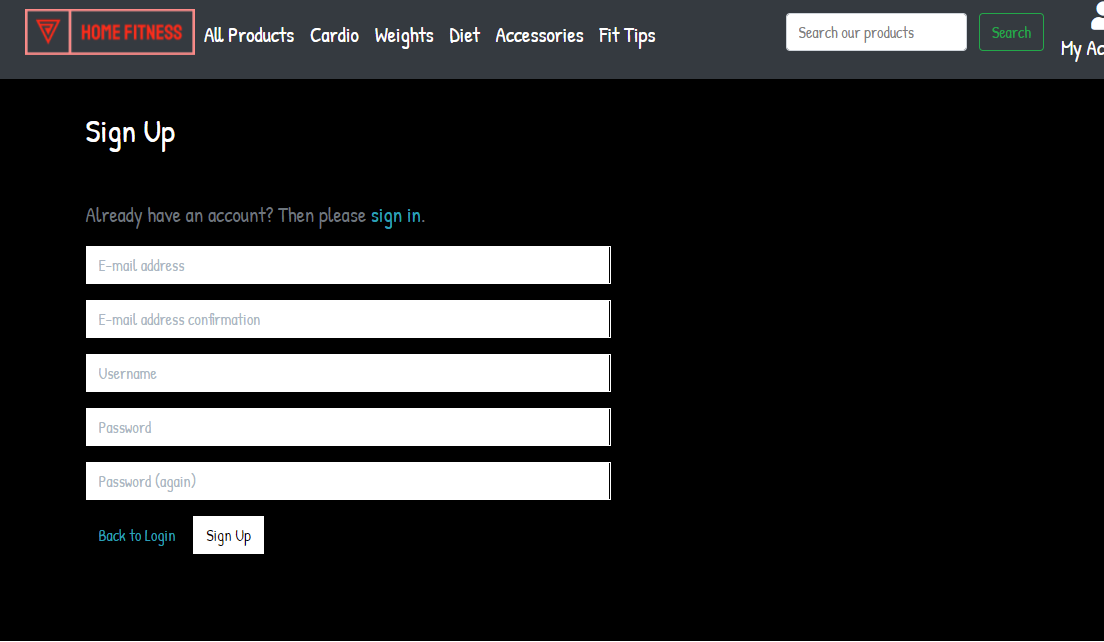 HOME FITNESS All Products Cardio Weights Diet Accessories Fit Tips Search our products Search
My
Sign Up
Already have an account? Then please sign in.
E-mail address
E-mail address confirmation
Username
Password
Password (again)
Back to Login Sign Up